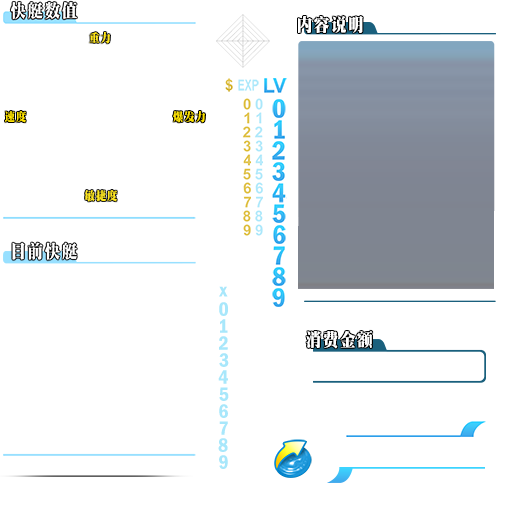 快艇数值
重力
速度
爆发力
敏捷度
目前快艇
$ EXP LV
0 0 0
1 1 1
2 2 2
3 3 3
4 4 4
5 5 5
6 6 6
7 7 7
8 8 8
9 9 9
x
0
1
2
3
4
5
6
7
8
9
内容说明
消费金额